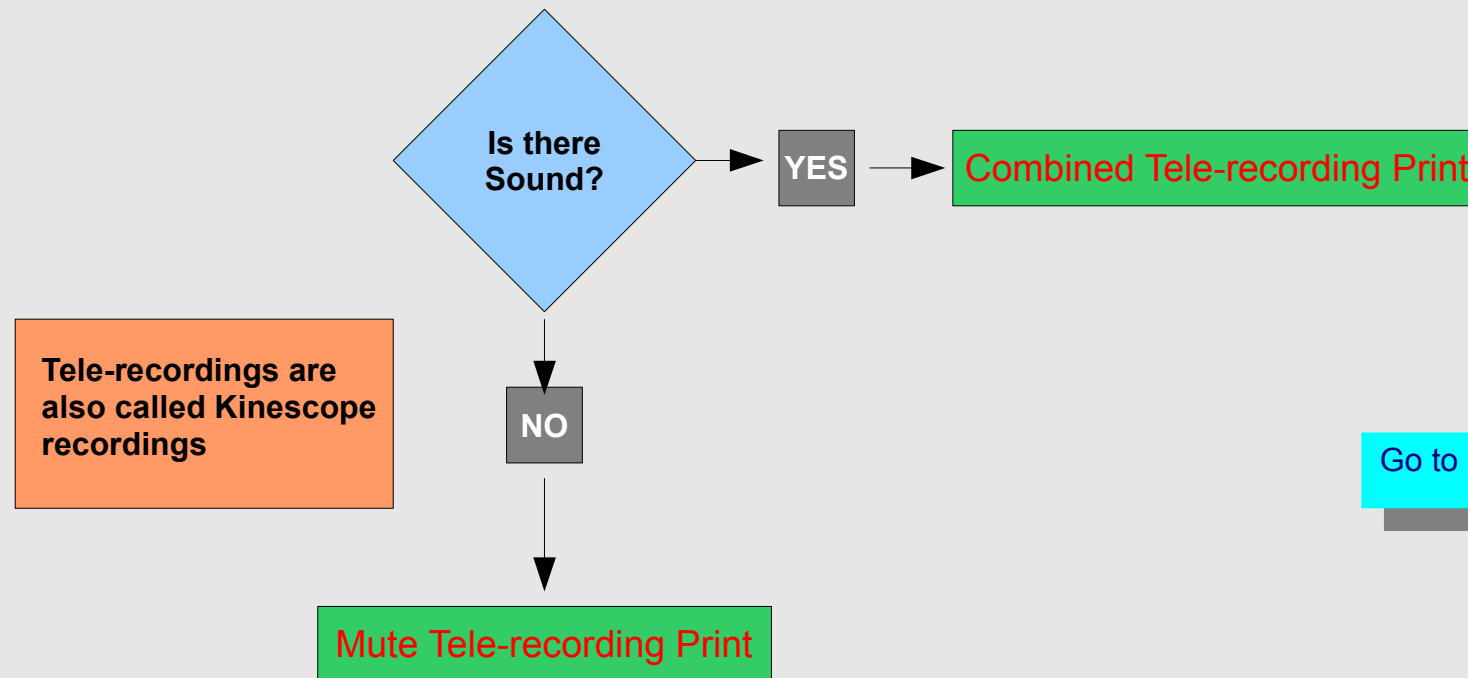 Is there
Sound?
YES
Combined Tele-recording Print
Tele-recordings are
also called Kinescope
recordings
NO
Go to
Mute Tele-recording Print